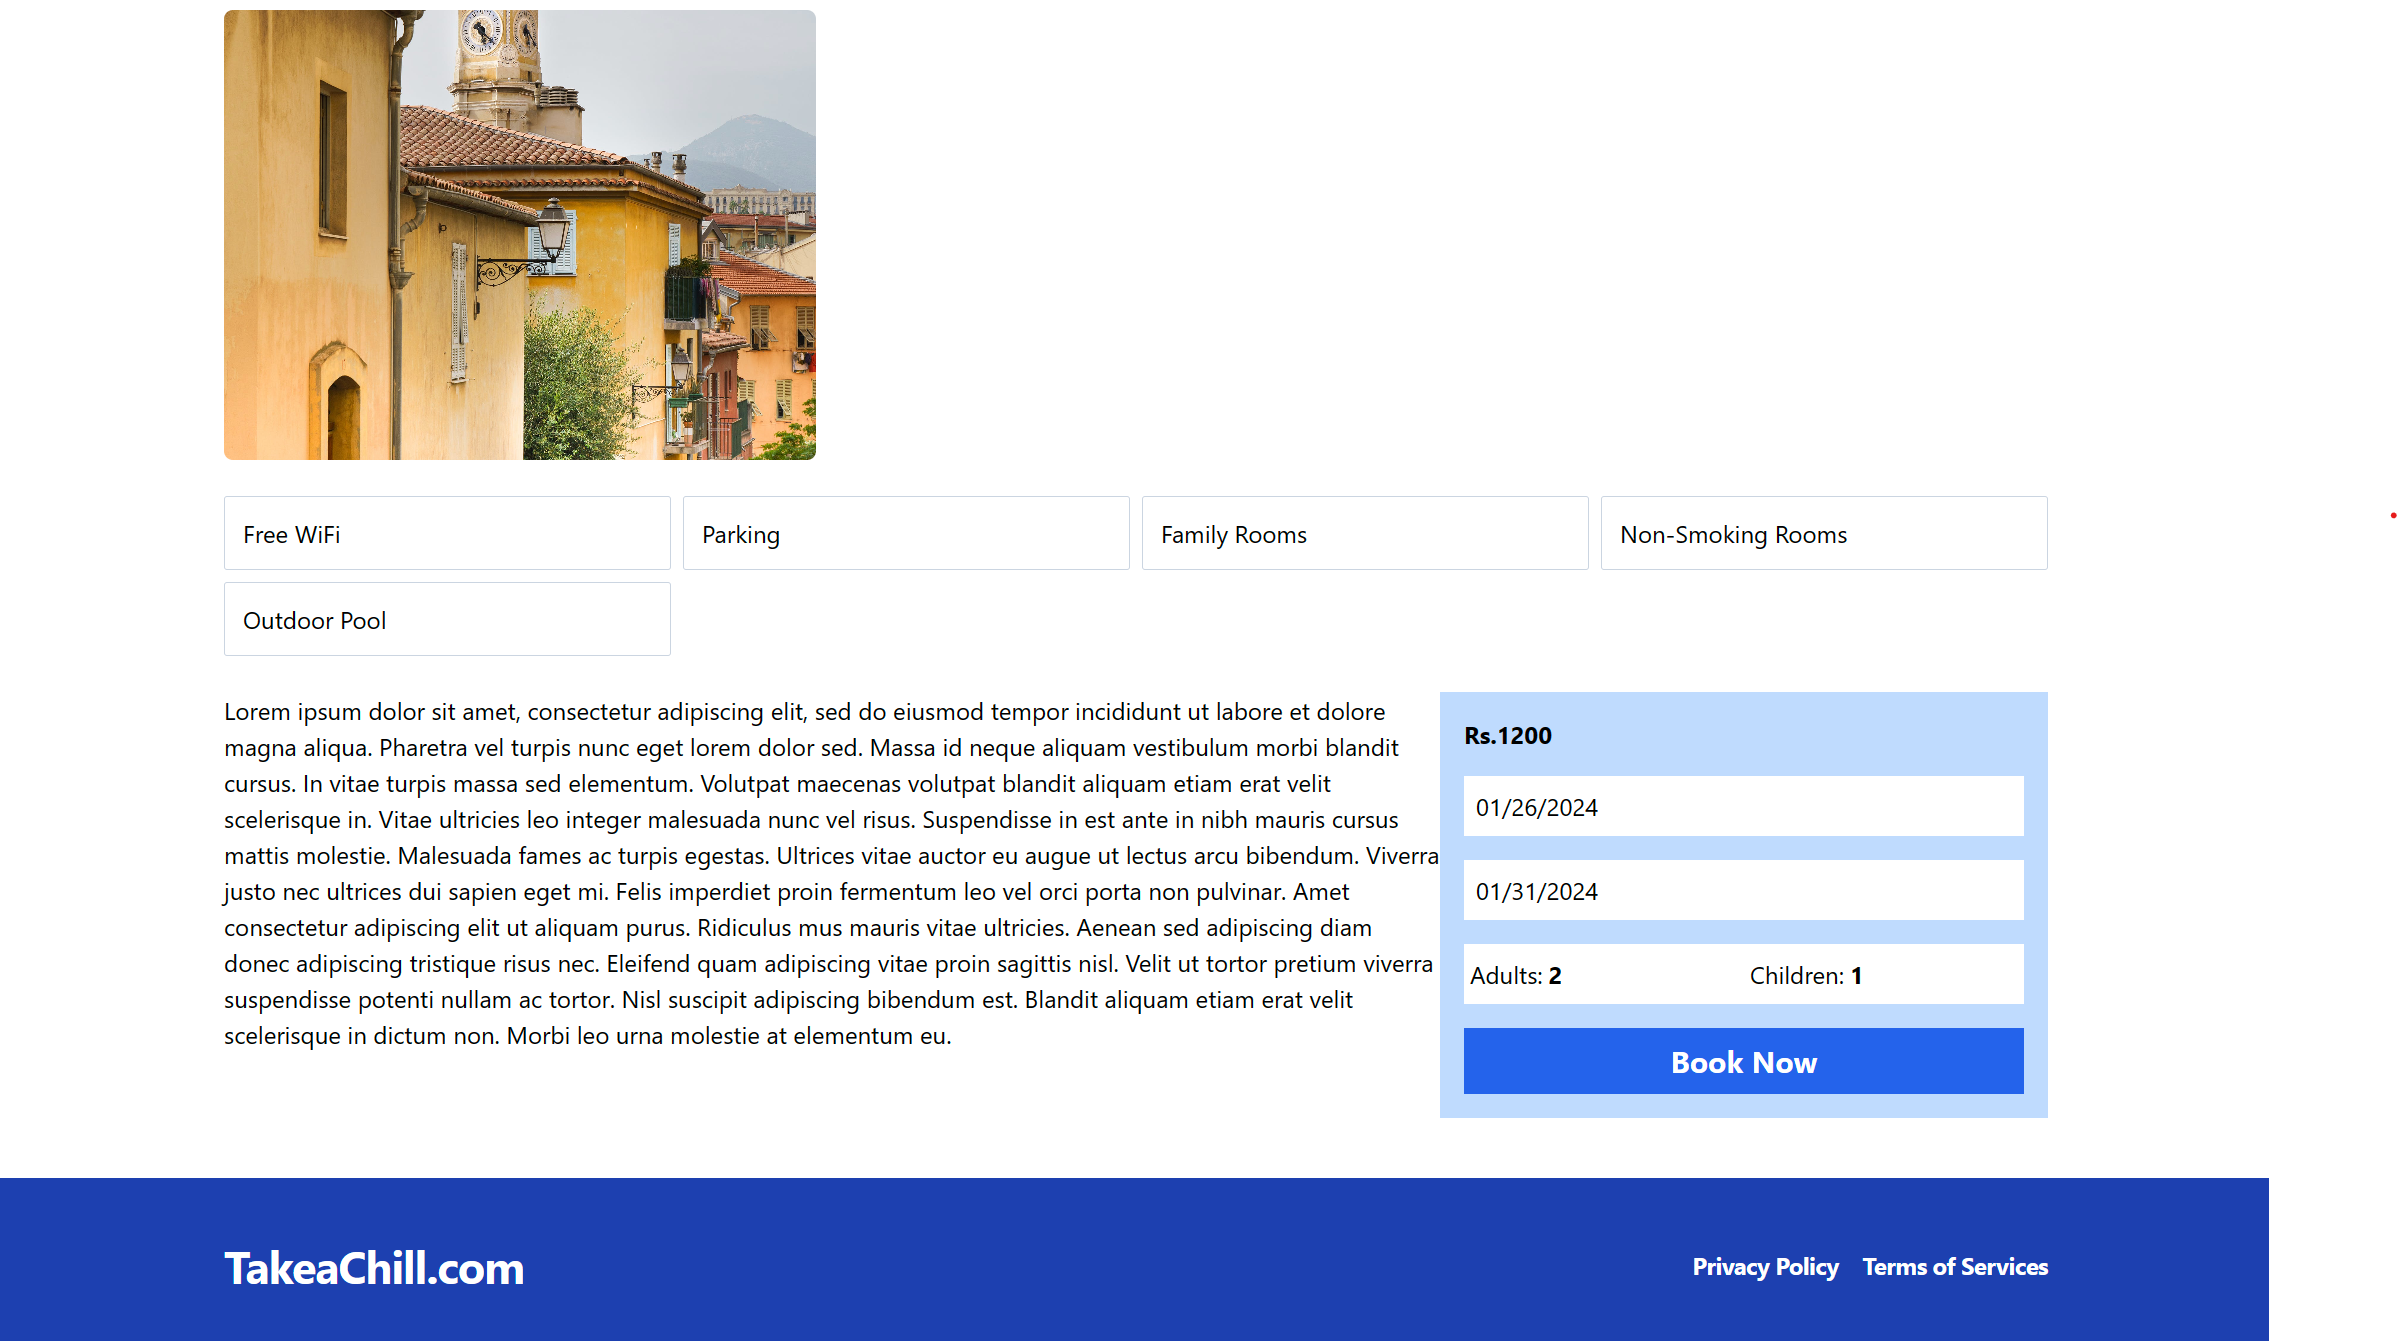 Free WiFi
Parking
Family Rooms
Non-Smoking Rooms
Outdoor Pool
Lorem ipsum dolor sit amet, consectetur adipiscing elit, sed do eiusmod tempor incididunt ut labore et dolore
magna aliqua. Pharetra vel turpis nunc eget lorem dolor sed. Massa id neque aliquam vestibulum morbi blandit
cursus. In vitae turpis massa sed elementum. Volutpat maecenas volutpat blandit aliquam etiam erat velit
scelerisque in. Vitae ultricies leo integer malesuada nunc vel risus. Suspendisse in est ante in nibh mauris cursus
mattis molestie. Malesuada fames ac turpis egestas. Ultrices vitae auctor eu augue ut lectus arcu bibendum. Viverra
justo nec ultrices dui sapien eget mi. Felis imperdiet proin fermentum leo vel orci porta non pulvinar. Amet
consectetur adipiscing elit ut aliquam purus. Ridiculus mus mauris vitae ultricies. Aenean sed adipiscing diam
donec adipiscing tristique risus nec. Eleifend quam adipiscing vitae proin sagittis nisl. Velit ut tortor pretium viverra
suspendisse potenti nullam ac tortor. Nisl suscipit adipiscing bibendum est. Blandit aliquam etiam erat velit
scelerisque in dictum non. Morbi leo urna molestie at elementum eu.
Rs.1200
01/26/2024
01/31/2024
Adults: 2
Children: 1
Book Now
TakeaChill.com
Privacy Policy
Terms of Services